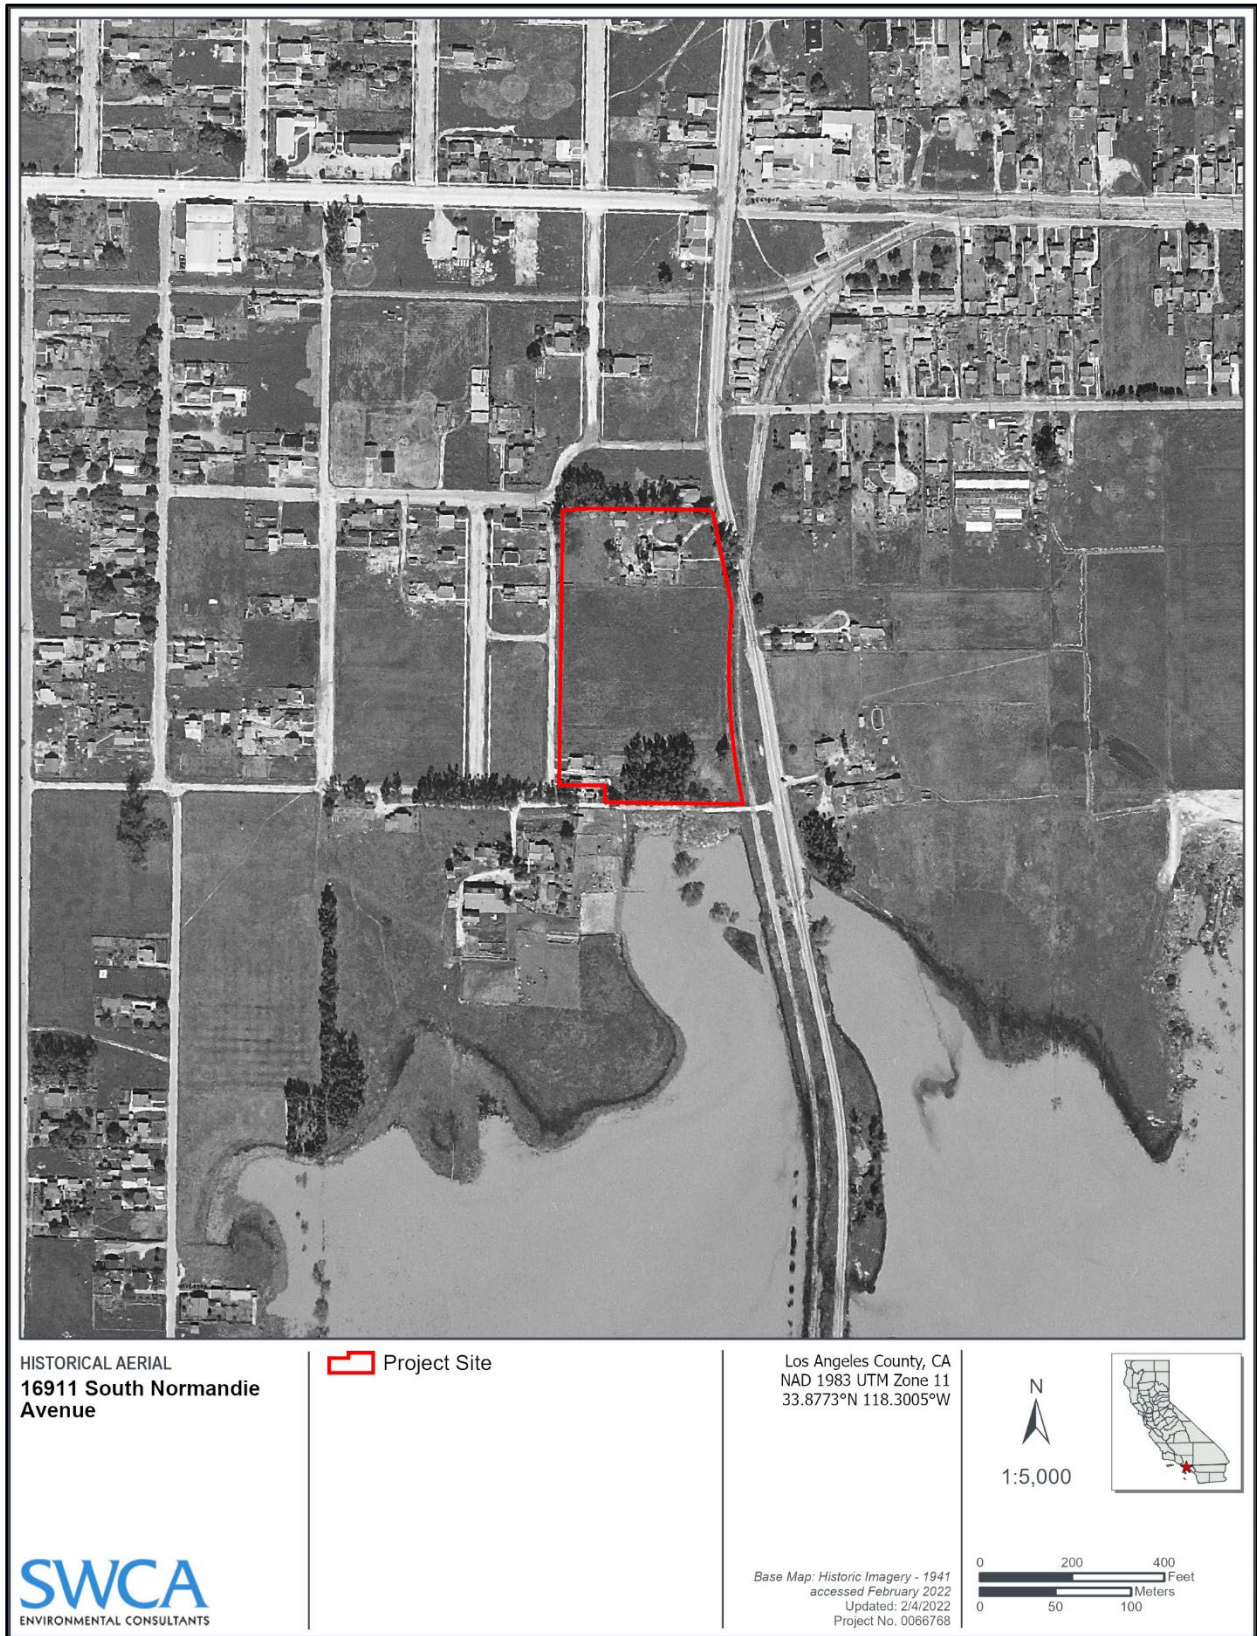 HISTORICAL AERIAL
16911 South Normandie
Avenue
SWCA
ENVIRONMENTAL CONSULTANTS
Project Site
Los Angeles County, CA
NAD 1983 UTM Zone 11
33.8773°N 118.3005°W
Base Map: Historic Imagery - 1941
accessed February 2022
Updated: 2/4/2022
Project No. 0066768
N
1:5,000
0 200 400
Feet
Meters
0 50 100